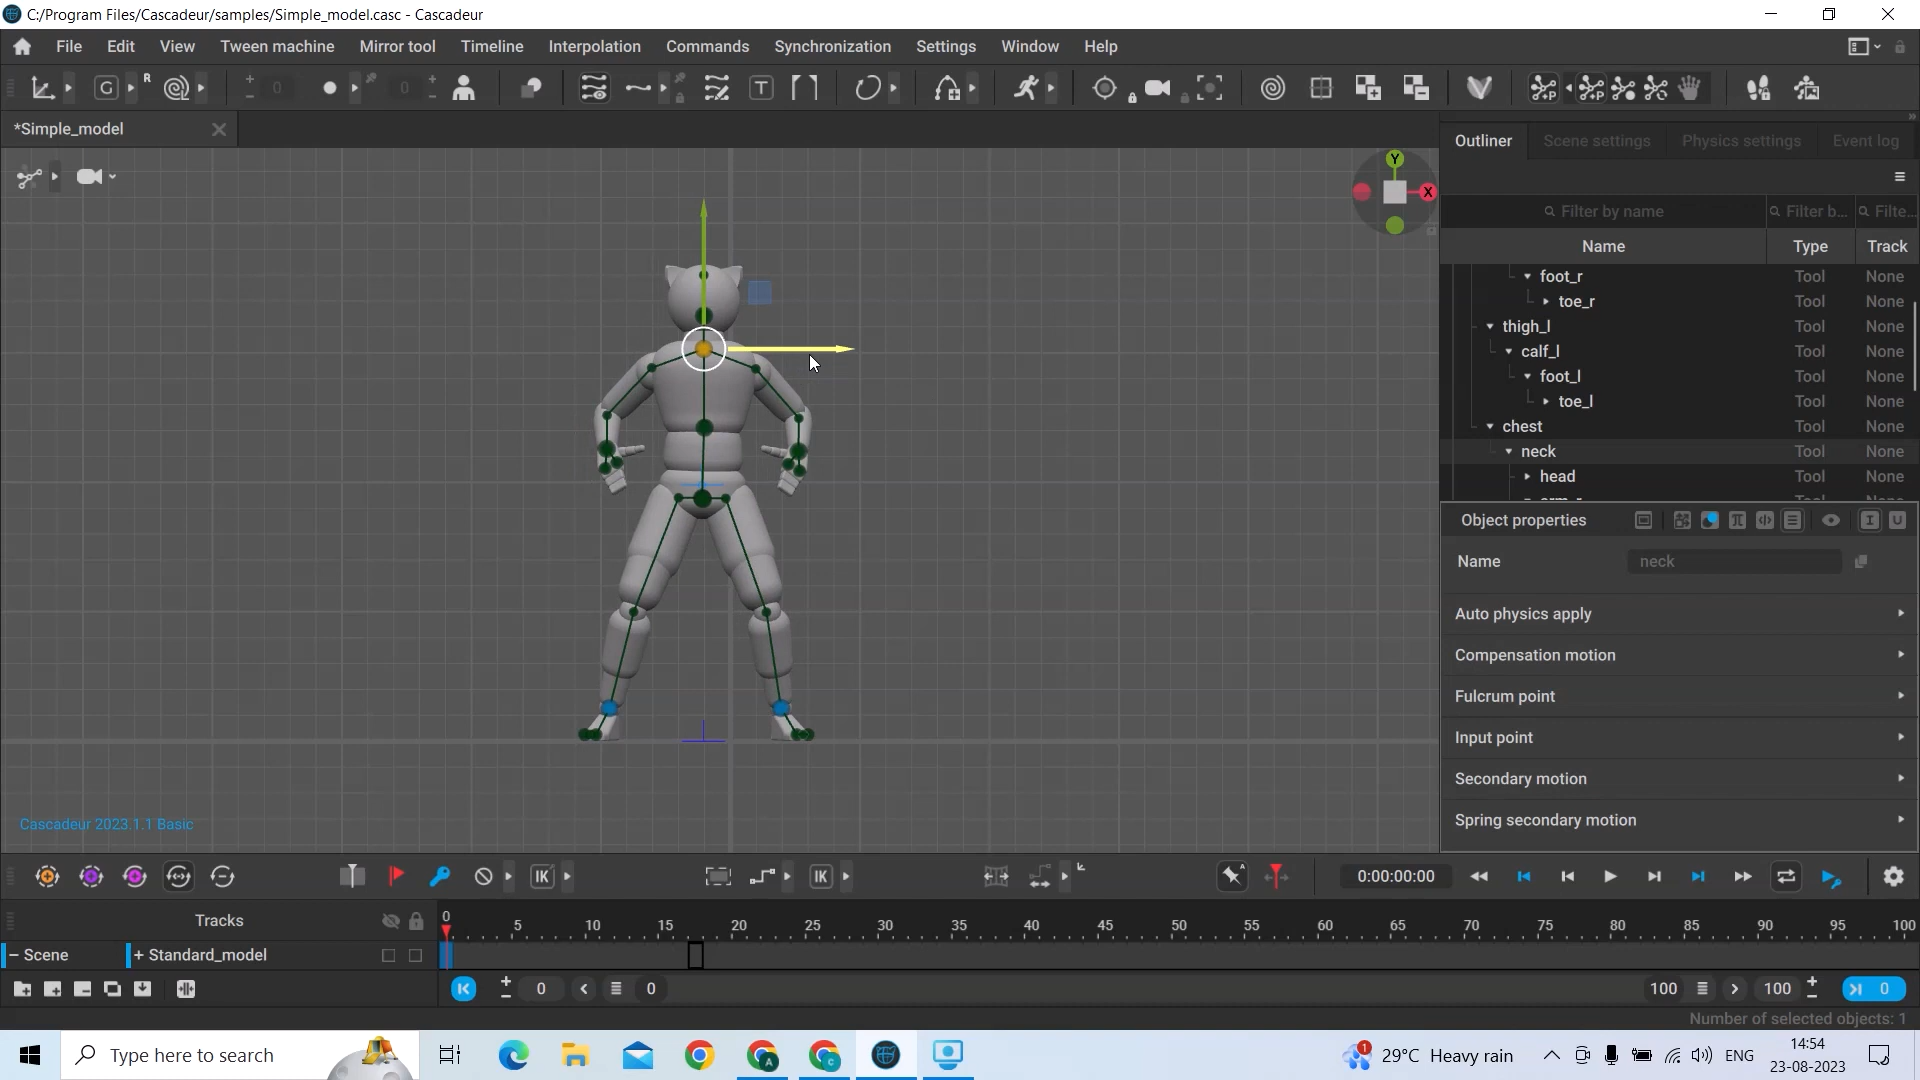 C:/Program Files/Cascadeur/samples/Simple_model.casc - Cascadeur
File Edit View Tween machine Mirror tool Timeline Interpolation Commands Synchronization Settings Window Help
G R 0 0 T
*Simple_model
Outliner Scene settings Physics settings Event log
Y
X
Filter by name Filter b... Filte...
Name Type Track
foot_r Tool None
toe_r Tool None
thigh_l Tool None
calf_l Tool None
foot_l Tool None
toe_l Tool None
chest Tool None
neck Tool None
head Tool None
Object properties
Name neck
Auto physics apply
Compensation motion
Fulcrum point
Input point
Secondary motion
Spring secondary motion
Cascadeur 2023.1.1 Basic
IK IK 0:00:00:00
Tracks 0 5 10 15 20 25 30 35 40 45 50 55 60 65 70 75 80 85 90 95 100
- Scene + Standard_model
0 0 100 100 0
Number of selected objects: 1
Type here to search 29°C Heavy rain ENG 14:54
23-08-2023